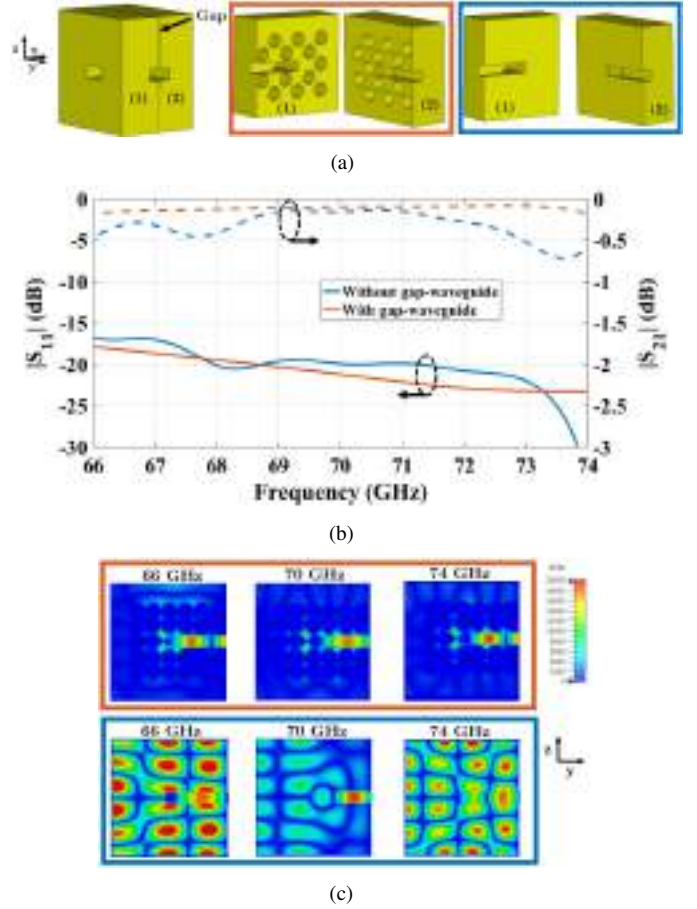 Gap
z
x
y
(1) (2)
(1)
(2)
(1)
(2)
(a)
|S11| (dB)
0
-5
-10
-15
-20
-25
-30
Without gap-waveguide
With gap-waveguide
0
-0.5
-1
-1.5
-2
-2.5
-3
|S21| (dB)
66 67 68 69 70 71 72 73 74
Frequency (GHz)
(b)
66 GHz 70 GHz 74 GHz
66 GHz 70 GHz 74 GHz
z
y
(c)